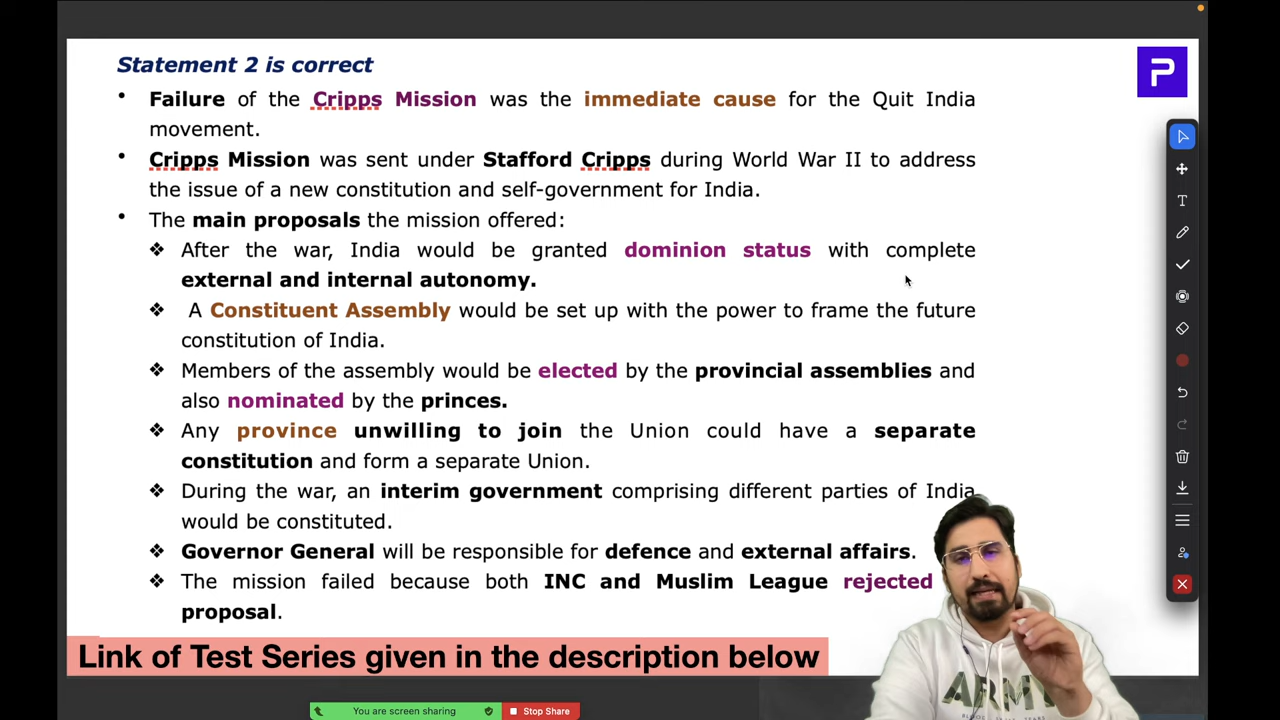 Statement 2 is correct
• Failure of the Cripps Mission was the immediate cause for the Quit India
movement.
• Cripps Mission was sent under Stafford Cripps during World War II to address
the issue of a new constitution and self-government for India.
• The main proposals the mission offered:
❖ After the war, India would be granted dominion status with complete
external and internal autonomy.
❖ A Constituent Assembly would be set up with the power to frame the future
constitution of India.
❖ Members of the assembly would be elected by the provincial assemblies and
also nominated by the princes.
❖ Any province unwilling to join the Union could have a separate
constitution and form a separate Union.
❖ During the war, an interim government comprising different parties of India
would be constituted.
❖ Governor General will be responsible for defence and external affairs.
❖ The mission failed because both INC and Muslim League rejected
proposal.
Link of Test Series given in the description below
ARMY
You are screen sharing
Stop Share
P
T